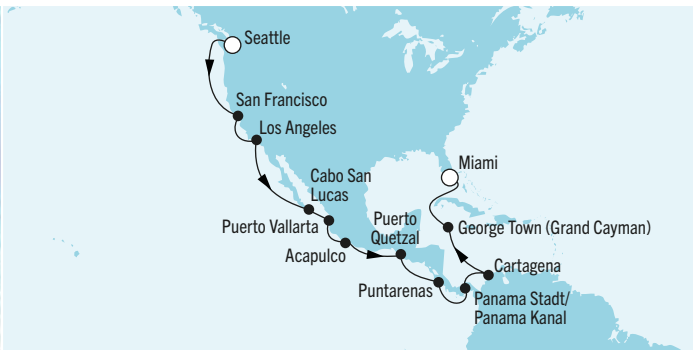 Seattle
San Francisco
Los Angeles
Cabo San
Lucas
Puerto Vallarta
Acapulco
Puerto
Quetzal
Puntarenas
Panama Stadt/
Panama Kanal
Cartagena
George Town (Grand Cayman)
Miami